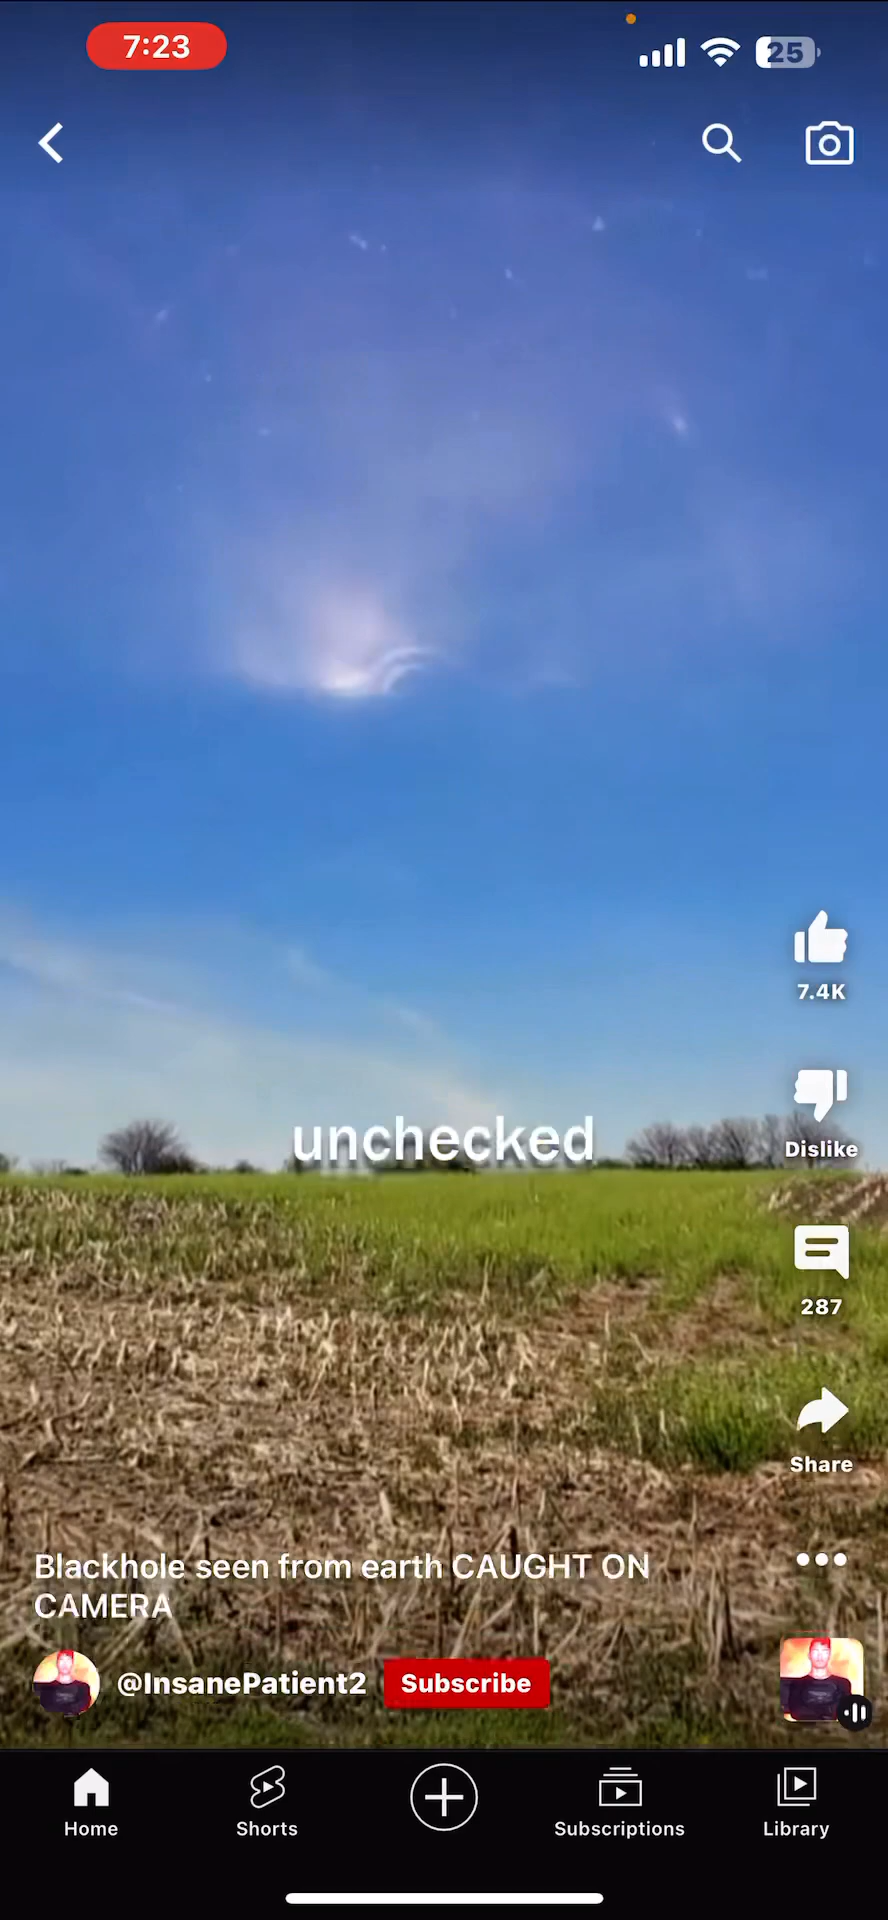 7:23
25
7.4K
unchecked
Dislike
287
Share
Blackhole seen from earth CAUGHT ON
CAMERA
@InsanePatient2 Subscribe
Home Shorts Subscriptions Library